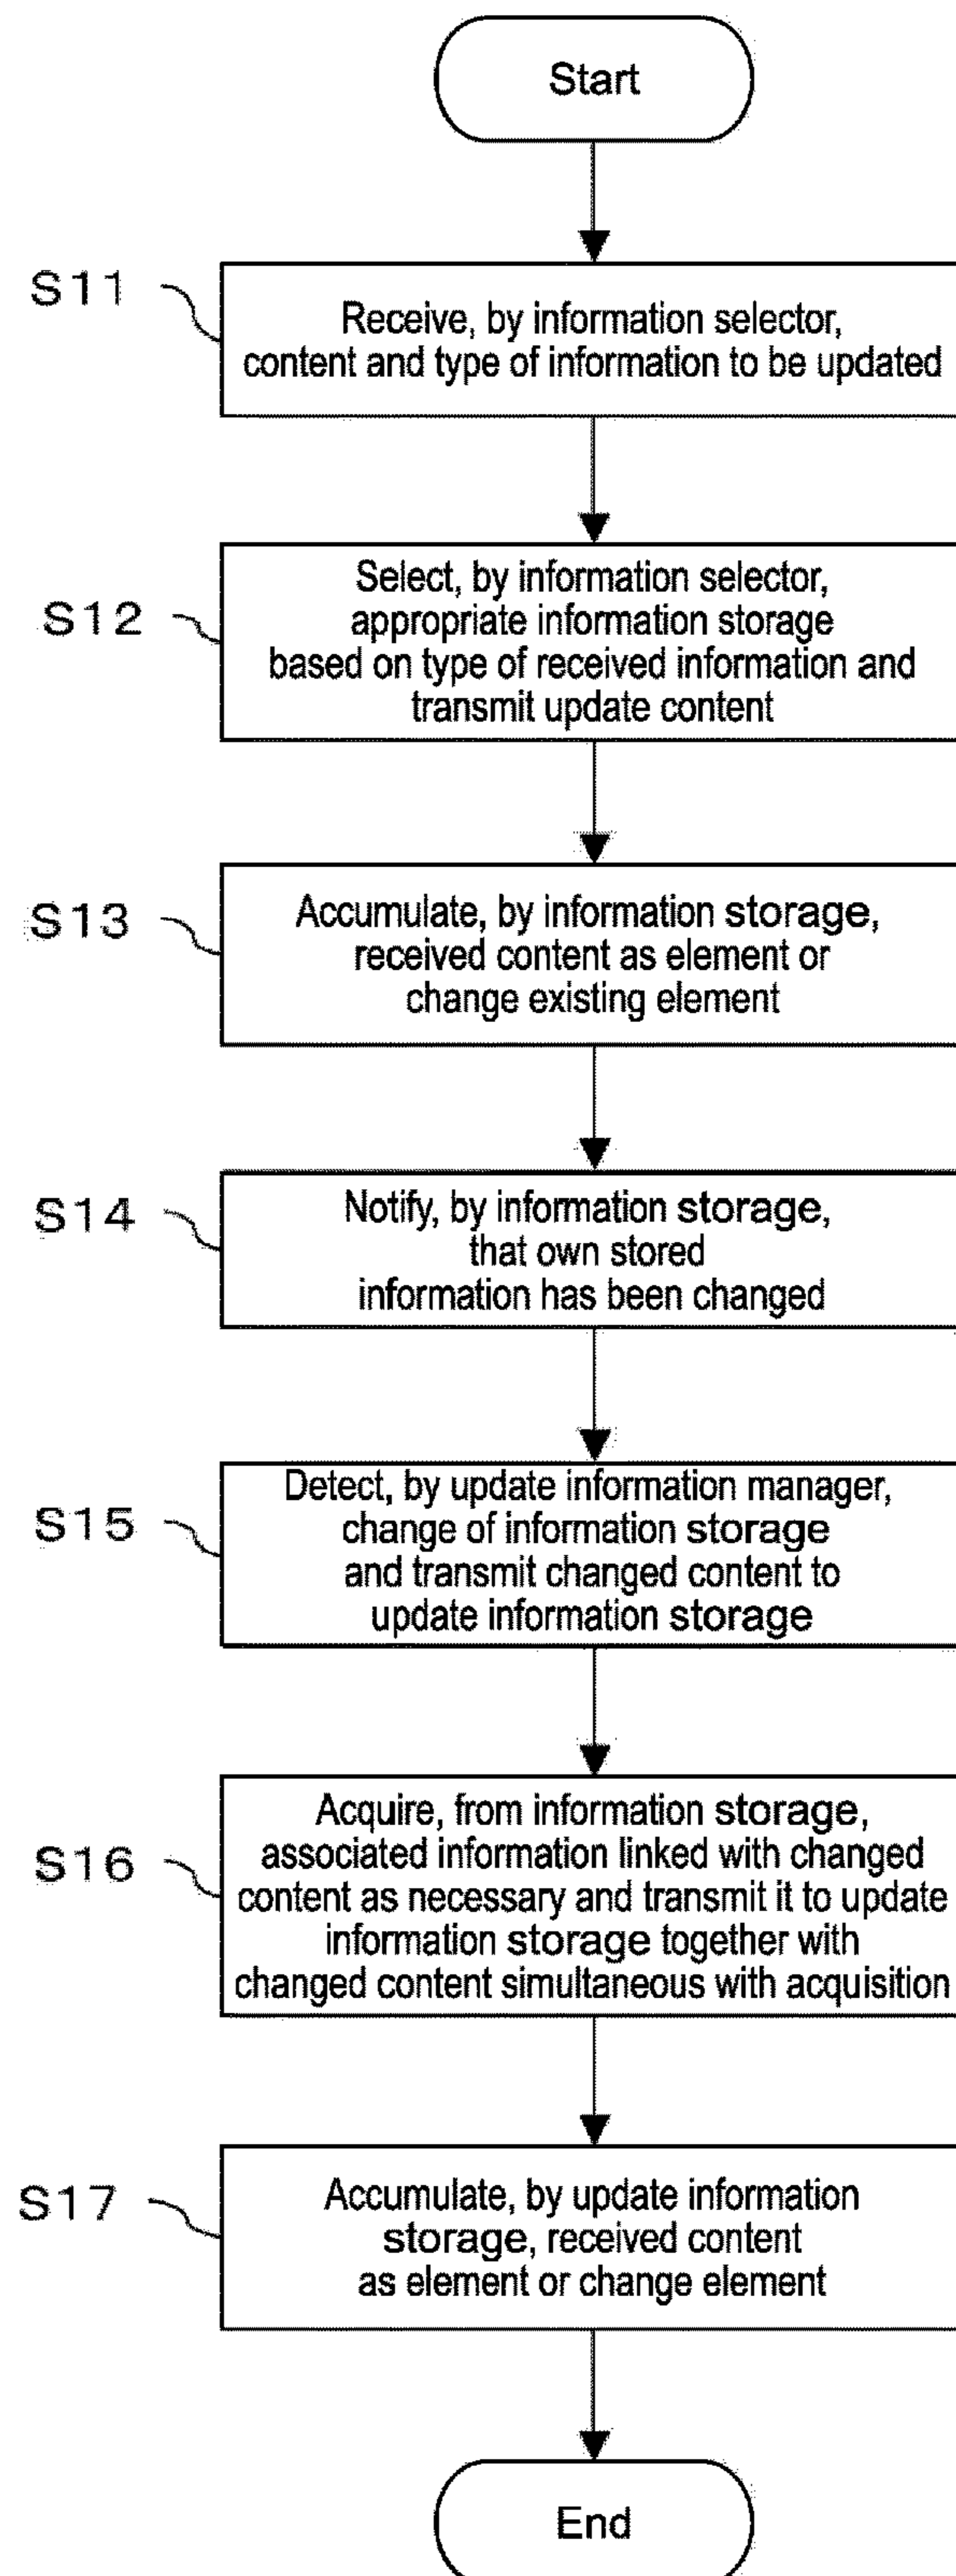 Start
S11
Receive, by information selector,
content and type of information to be updated
S12
Select, by information selector,
appropriate information storage
based on type of received information and
transmit update content
S13
Accumulate, by information storage,
received content as element or
change existing element
S14
Notify, by information storage,
that own stored
information has been changed
S15
Detect, by update information manager,
change of information storage
and transmit changed content to
update information storage
S16
Acquire, from information storage,
associated information linked with changed
content as necessary and transmit it to update
information storage together with
changed content simultaneous with acquisition
S17
Accumulate, by update information
storage, received content
as element or change element
End